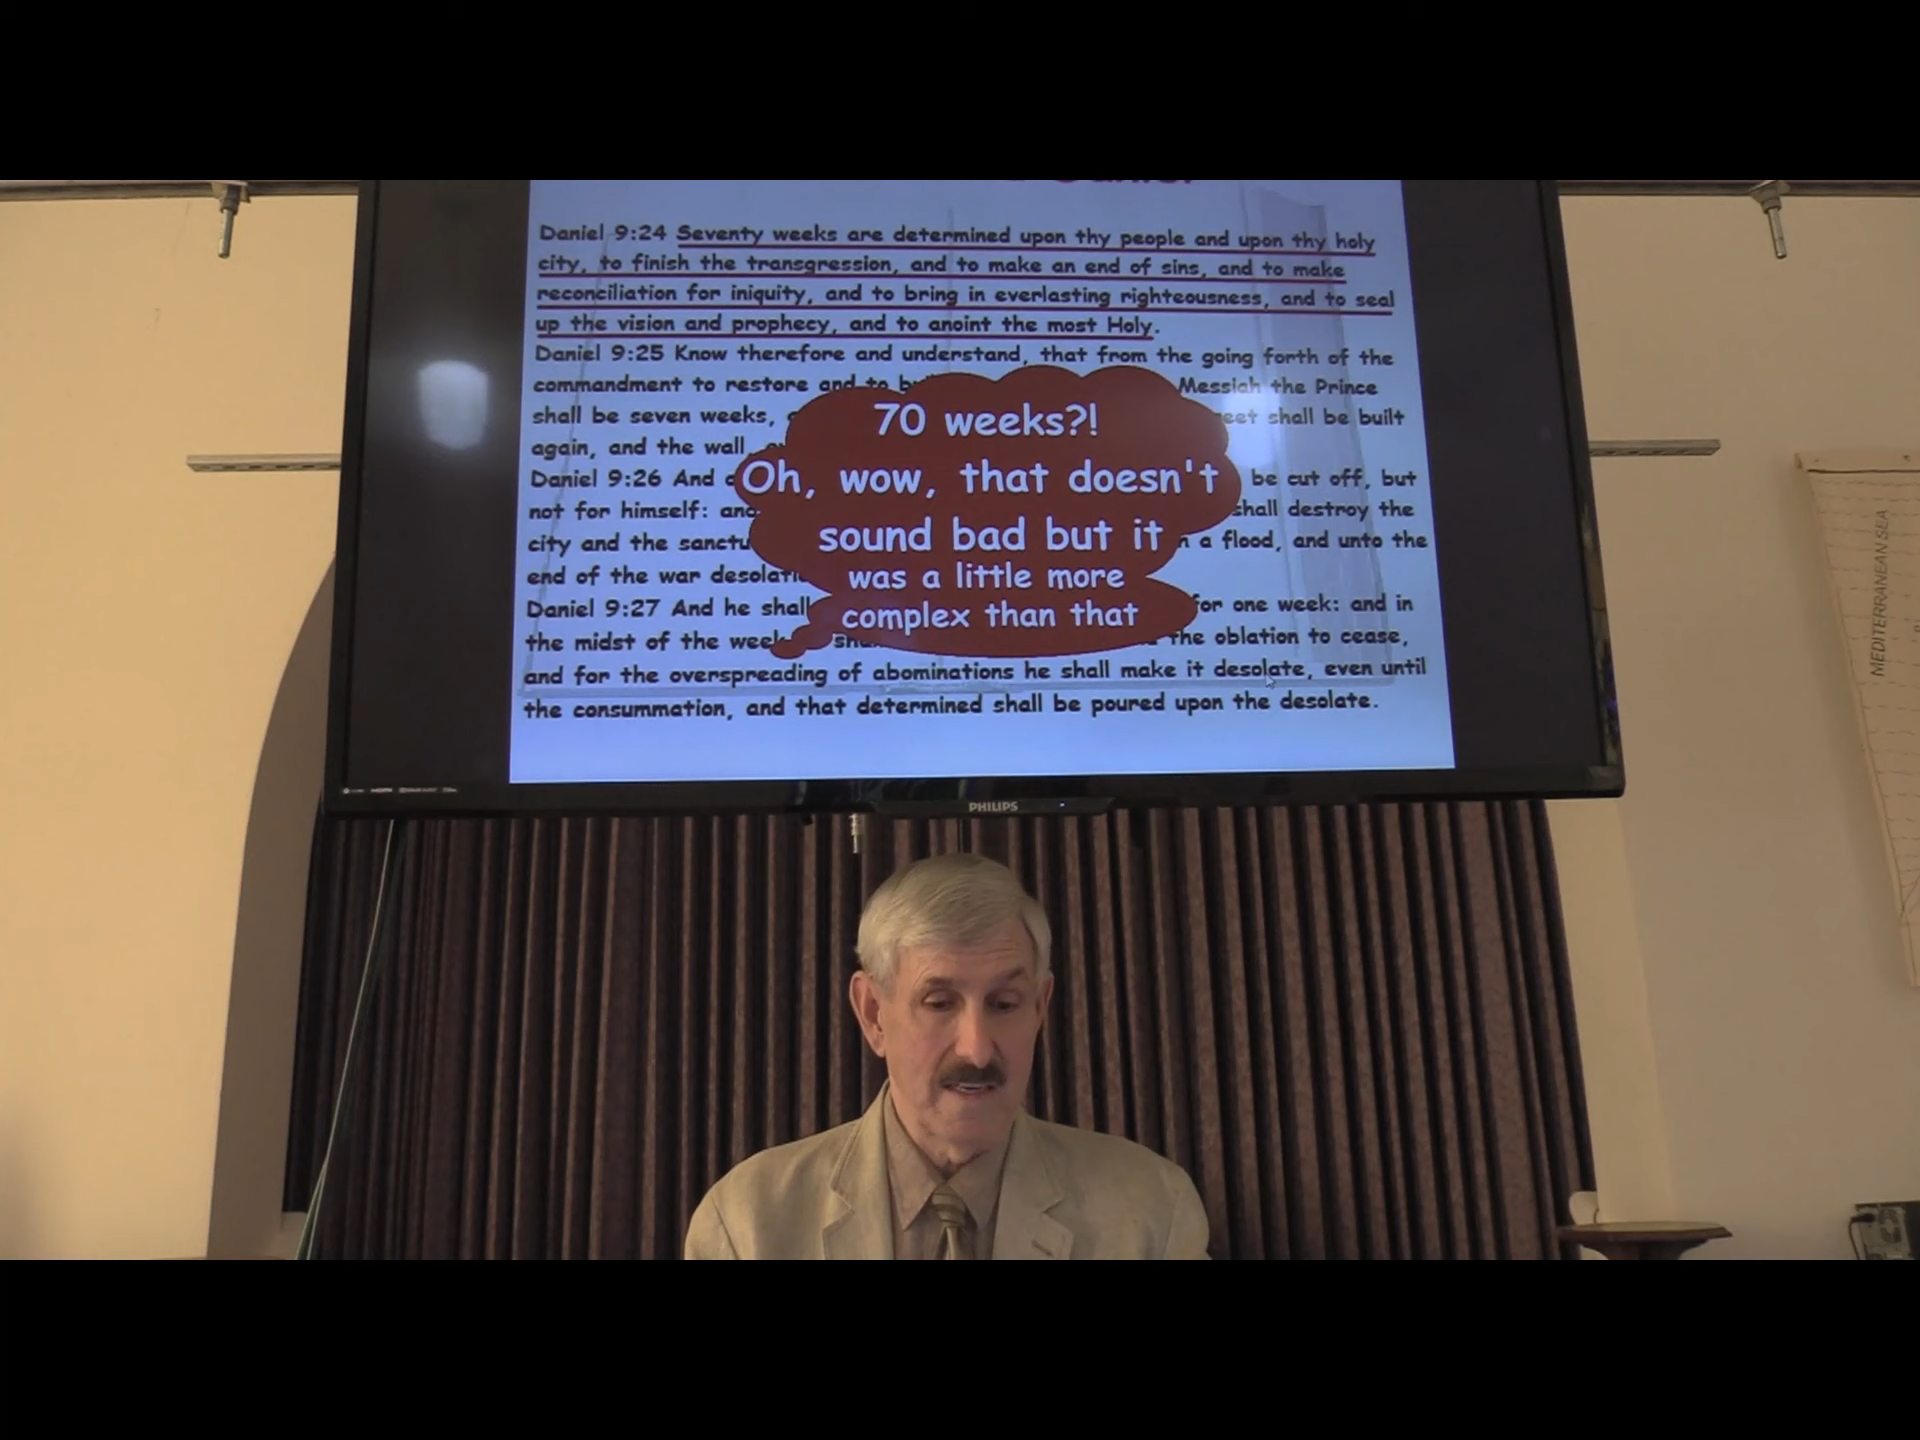 Daniel 9:24 Seventy weeks are determined upon thy people and upon thy holy
city, to finish the transgression, and to make an end of sins, and to make
reconciliation for iniquity, and to bring in everlasting righteousness, and to seal
up the vision and prophecy, and to anoint the most Holy.
Daniel 9:25 Know therefore and understand, that from the going forth of the
commandment to restore and to Messiah the Prince
shall be seven weeks, shall be built
again, and the wall,
Daniel 9:26 And be cut off, but
not for himself: and shall destroy the
city and the a flood, and unto the
end of the war
Daniel 9:27 And he shall for one week: and in
the midst of the week the oblation to cease,
and for the overspreading of abominations he shall make it desolate, even until
the consummation, and that determined shall be poured upon the desolate.
70 weeks?!
Oh, wow, that doesn't
sound bad but it
was a little more
complex than that
PHILIPS
MEDITERRANEAN SEA